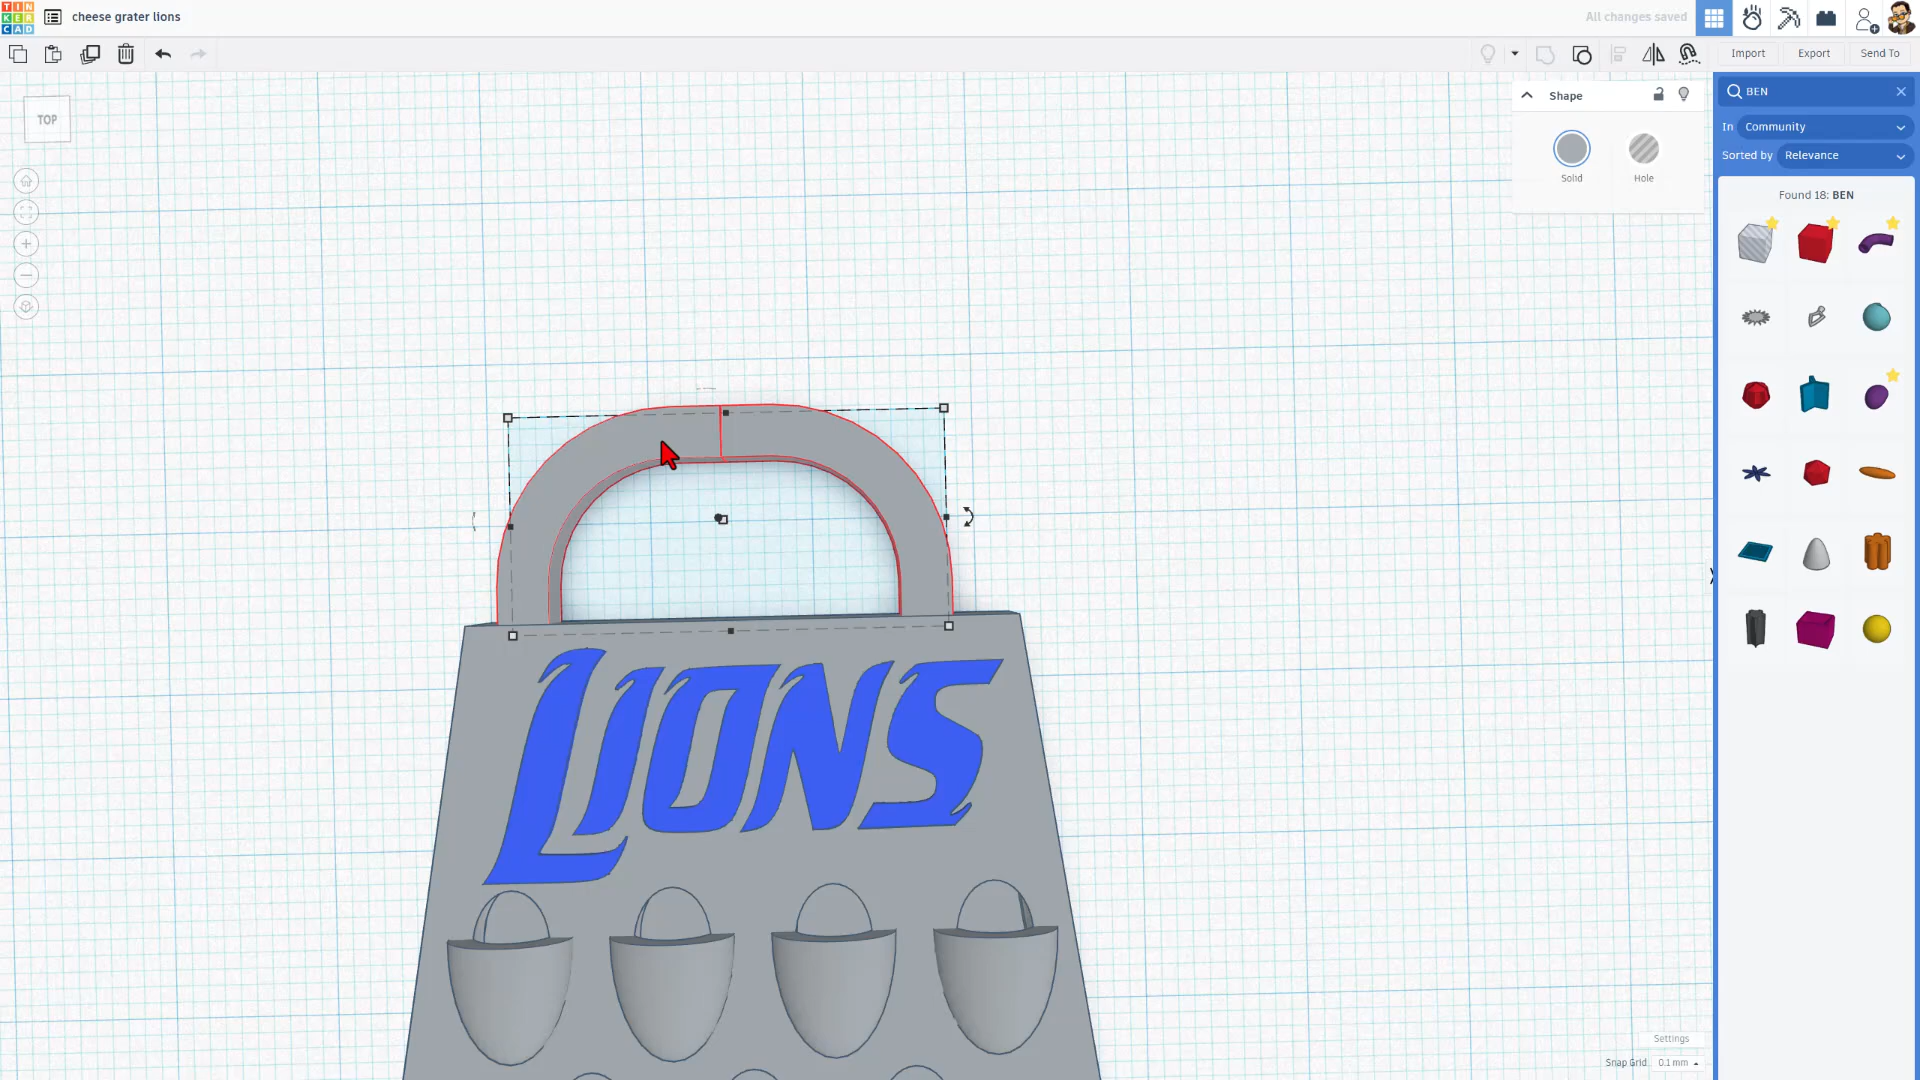 TIN
KER
CAD
cheese grater lions
All changes saved
Import
Export
Send To
TOP
Shape
Solid
Hole
BEN
In
Community
Sorted by
Relevance
Found 18: BEN
LIONS
Settings
Snap Grid
0.1 mm